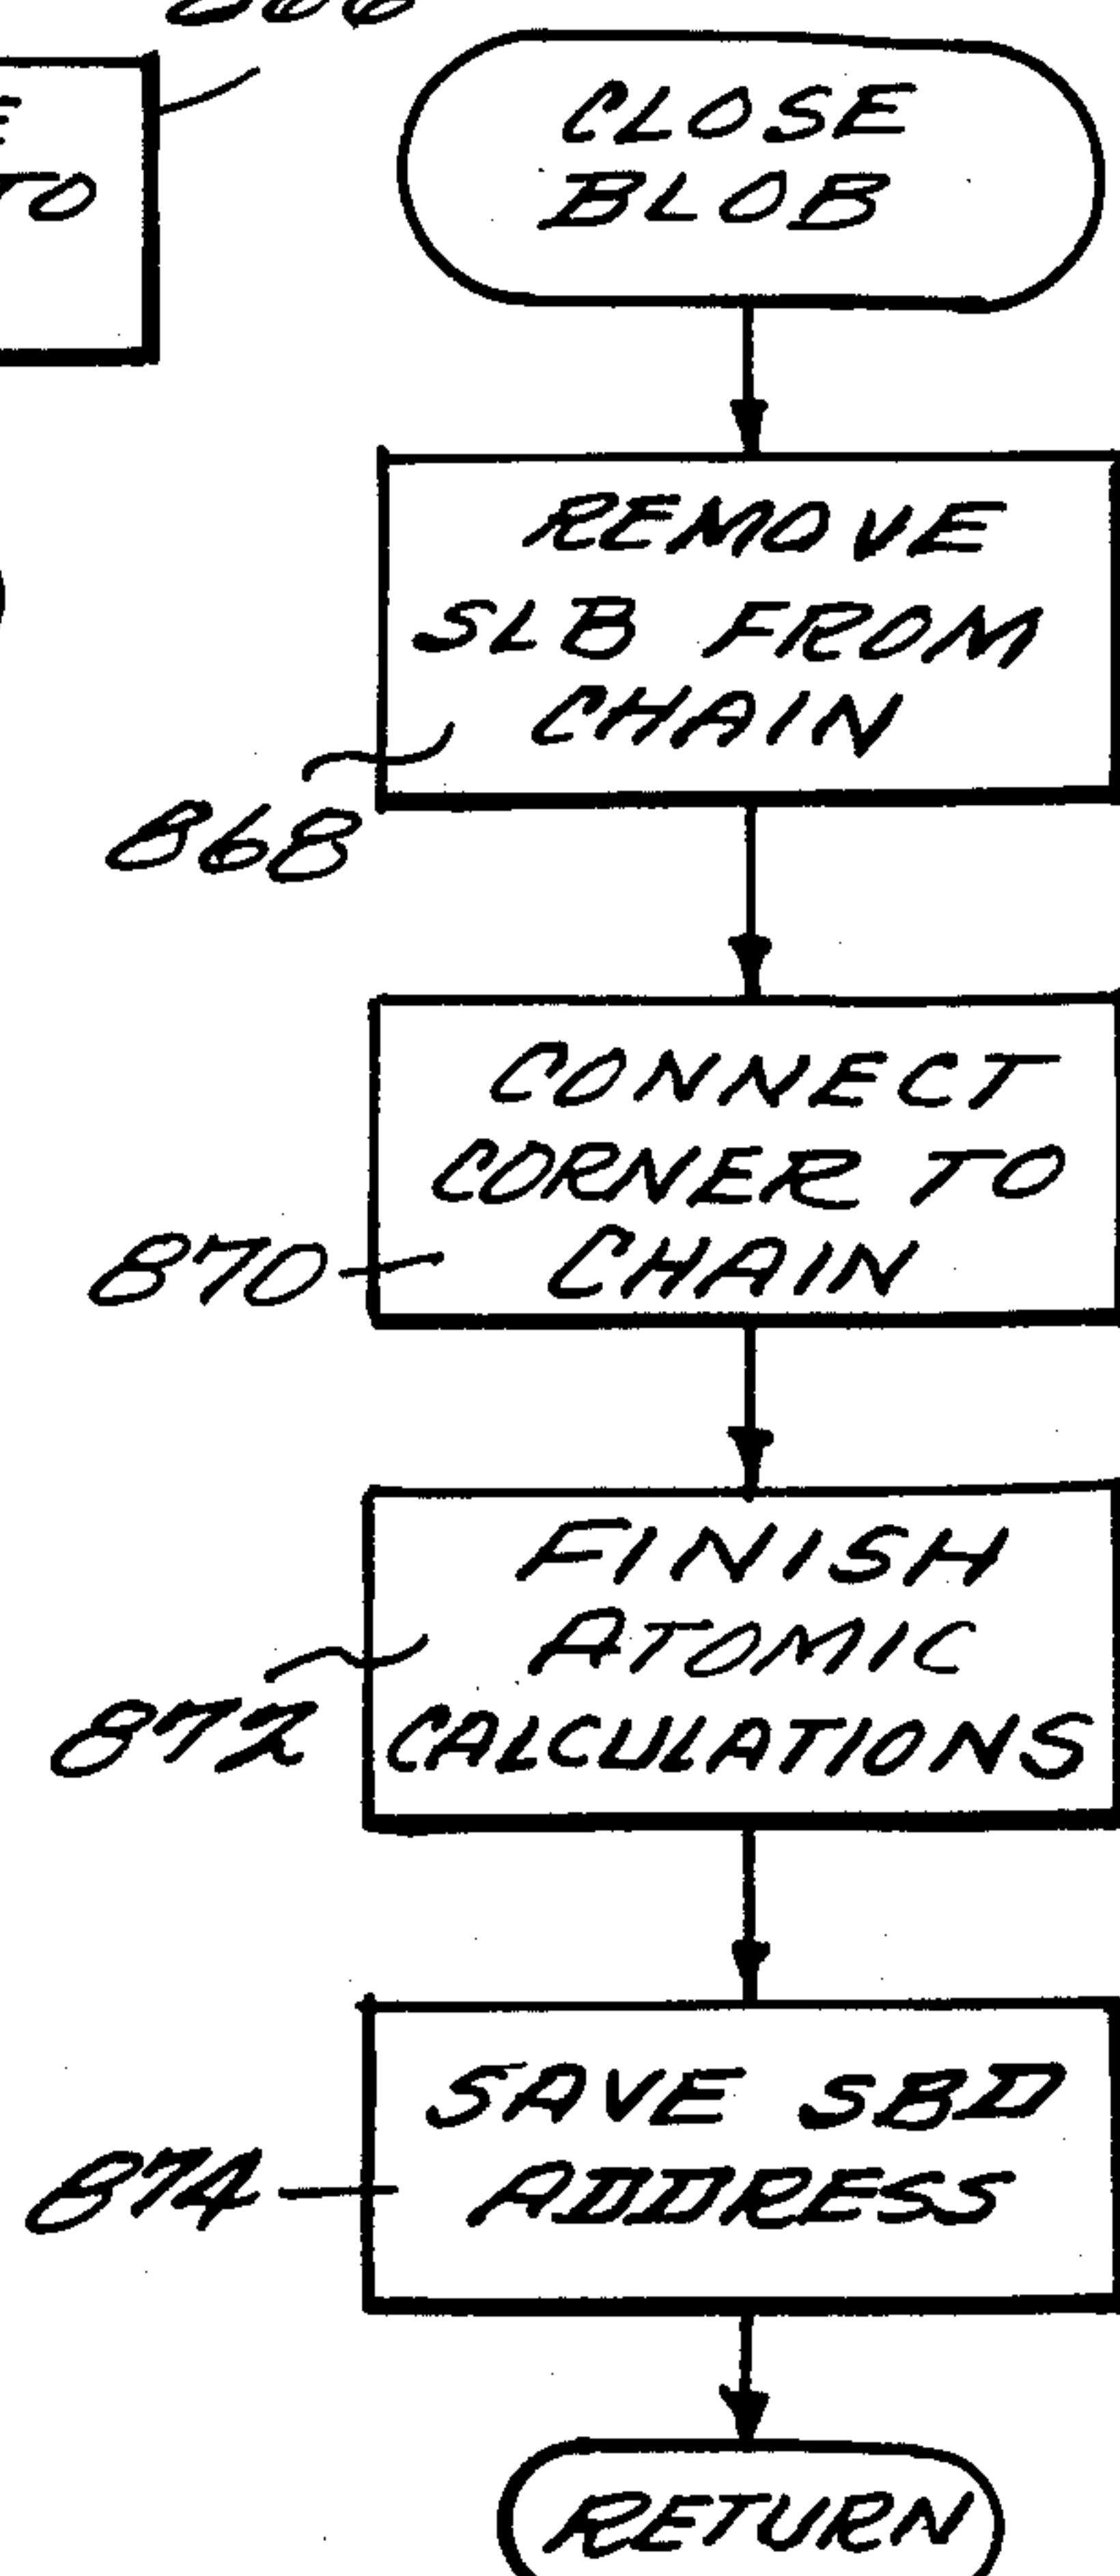 CLOSE
BLOB
TO
REMOVE
SLB FROM
CHAIN
868
CONNECT
CORNER TO
CHAIN
870
FINISH
ATOMIC
CALCULATIONS
872
SAVE SBD
ADDRESS
874
RETURN